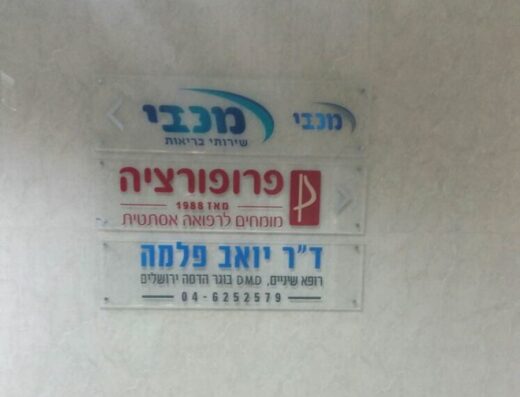 מכבי
שירותי בריאות
מכבי
פרופורציה
מאז 1988
מומחים לרפואה אסתטית
ד"ר יואב פלמה
רופא שיניים, D.M.D בוגר הדסה ירושלים
04-6252579